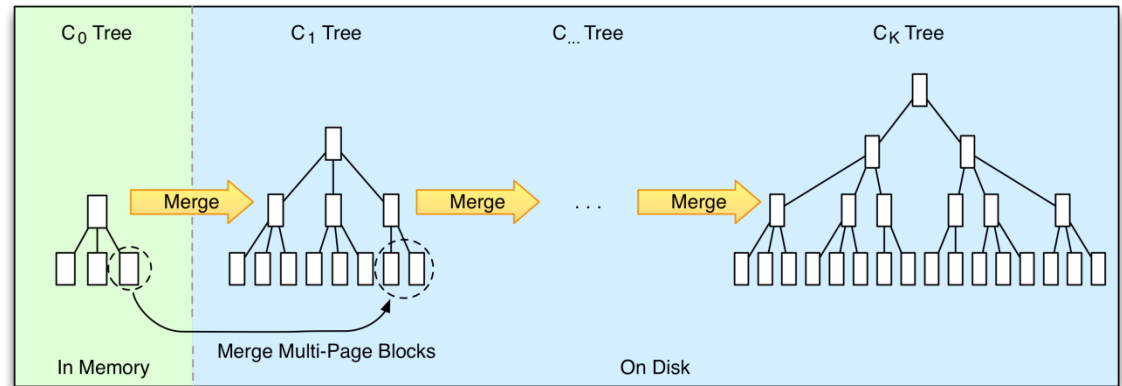 C0 Tree
C1 Tree
C... Tree
CK Tree
Merge
Merge
. . .
Merge
Merge Multi-Page Blocks
In Memory
On Disk